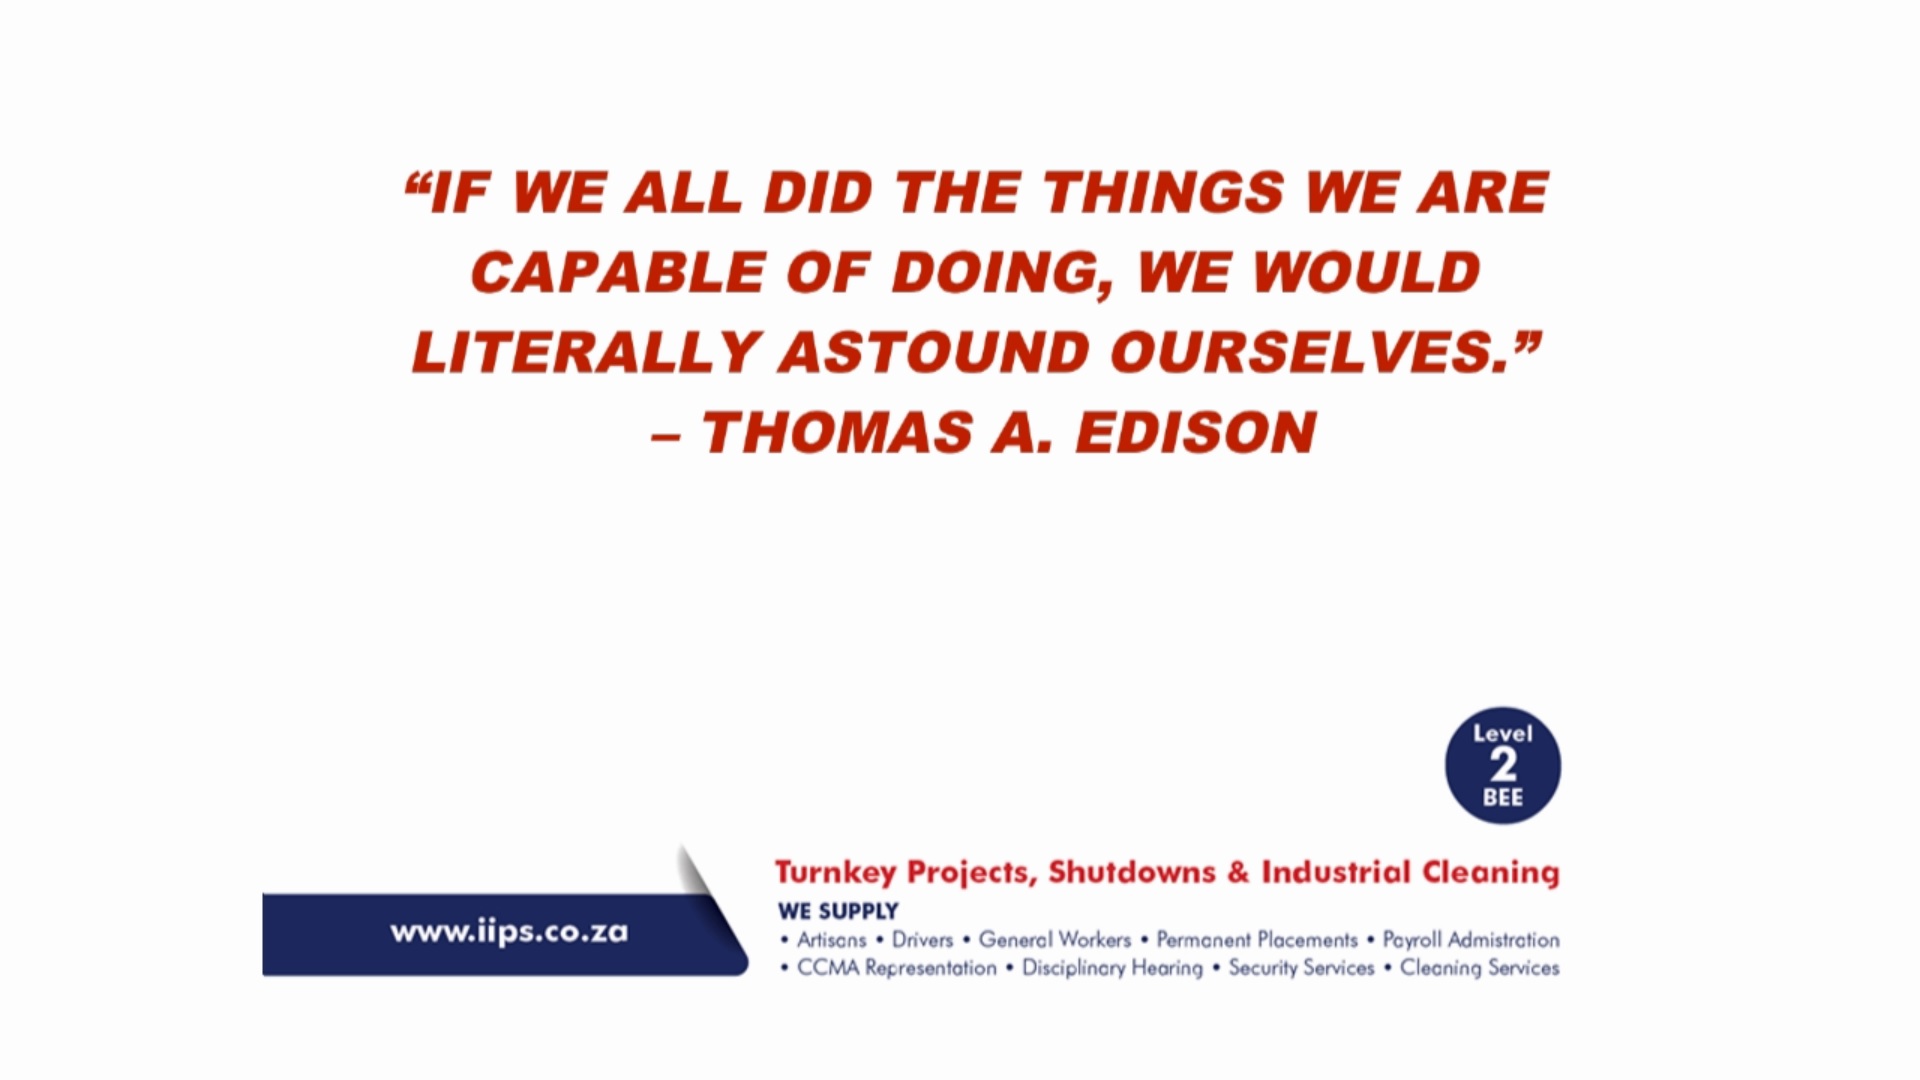 “IF WE ALL DID THE THINGS WE ARE
CAPABLE OF DOING, WE WOULD
LITERALLY ASTOUND OURSELVES.”
– THOMAS A. EDISON
Level
2
BEE
Turnkey Projects, Shutdowns & Industrial Cleaning
WE SUPPLY
www.iips.co.za
• Artisans • Drivers • General Workers • Permanent Placements • Payroll Admistration
• CCMA Representation • Disciplinary Hearing • Security Services • Cleaning Services